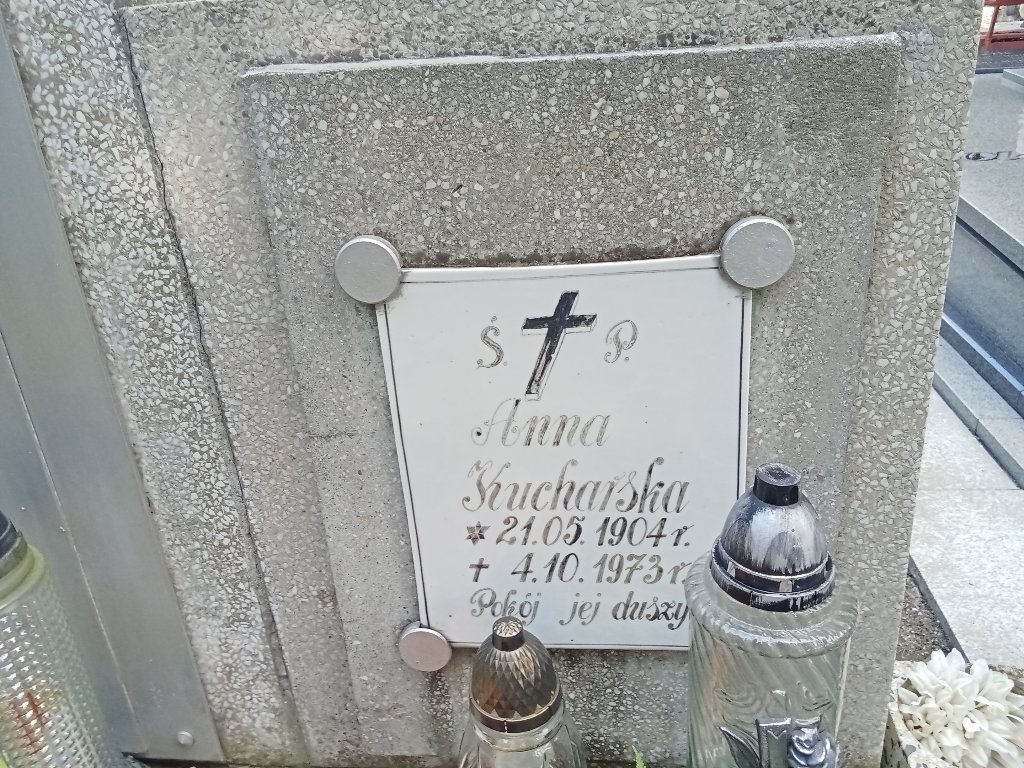 Ś. P.
Anna
Kucharska
21.05.1904 r.
4.10.1973 r.
Pokój jej duszy